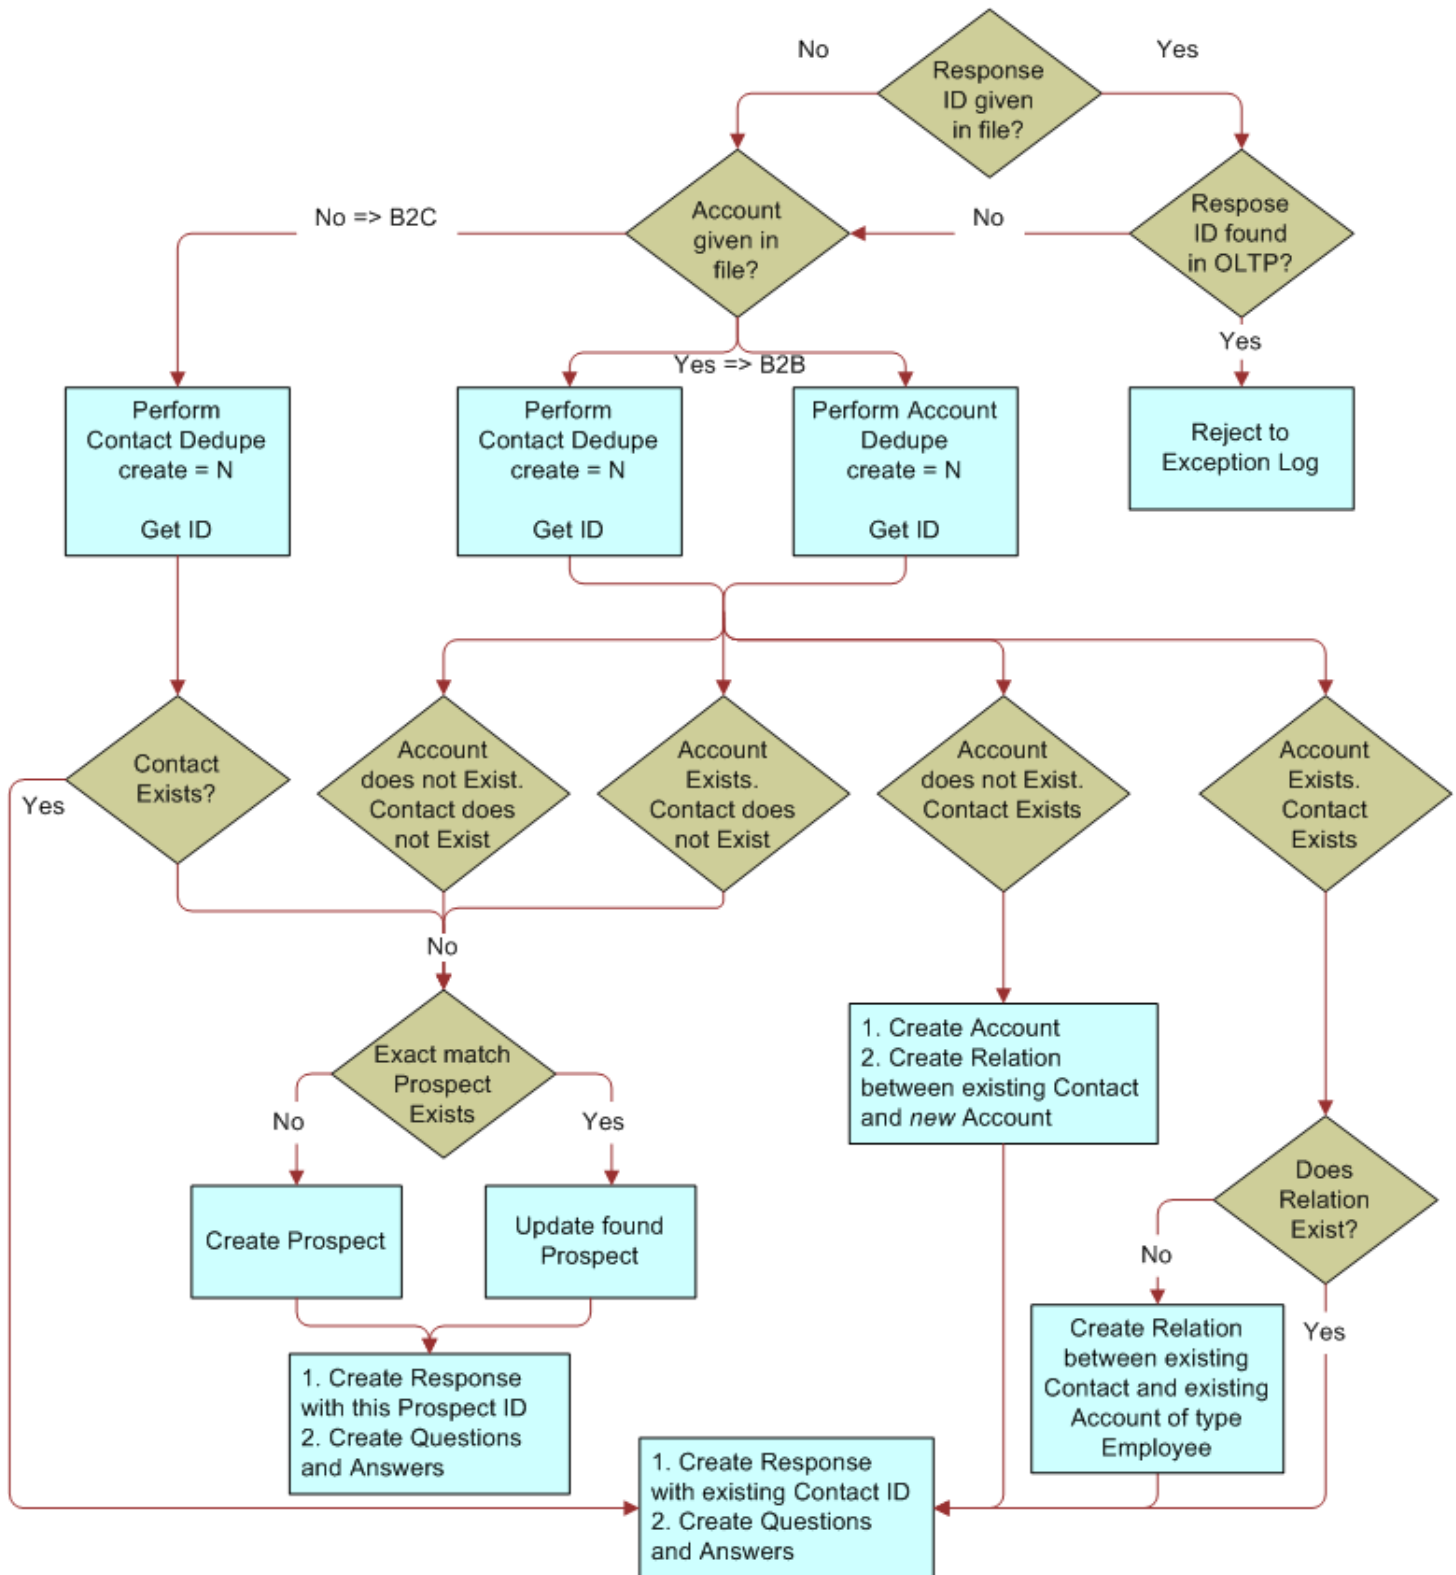 No
Yes
Response
ID given
in file?
No => B2C
Account
given in
file?
No
Respose
ID found
in OLTP?
Yes => B2B
Yes
Perform
Contact Dedupe
create = N
Get ID
Perform
Contact Dedupe
create = N
Get ID
Perform Account
Dedupe
create = N
Get ID
Reject to
Exception Log
Contact
Exists?
Yes
Account
does not Exist.
Contact does
not Exist
Account
Exists.
Contact does
not Exist
Account
does not Exist.
Contact Exists
Account
Exists.
Contact
Exists
No
Exact match
Prospect
Exists
No
Yes
1. Create Account
2. Create Relation
between existing Contact
and new Account
Does
Relation
Exist?
Create Prospect
Update found
Prospect
No
Yes
Create Relation
between existing
Contact and existing
Account of type
Employee
1. Create Response
with this Prospect ID
2. Create Questions
and Answers
1. Create Response
with existing Contact ID
2. Create Questions
and Answers